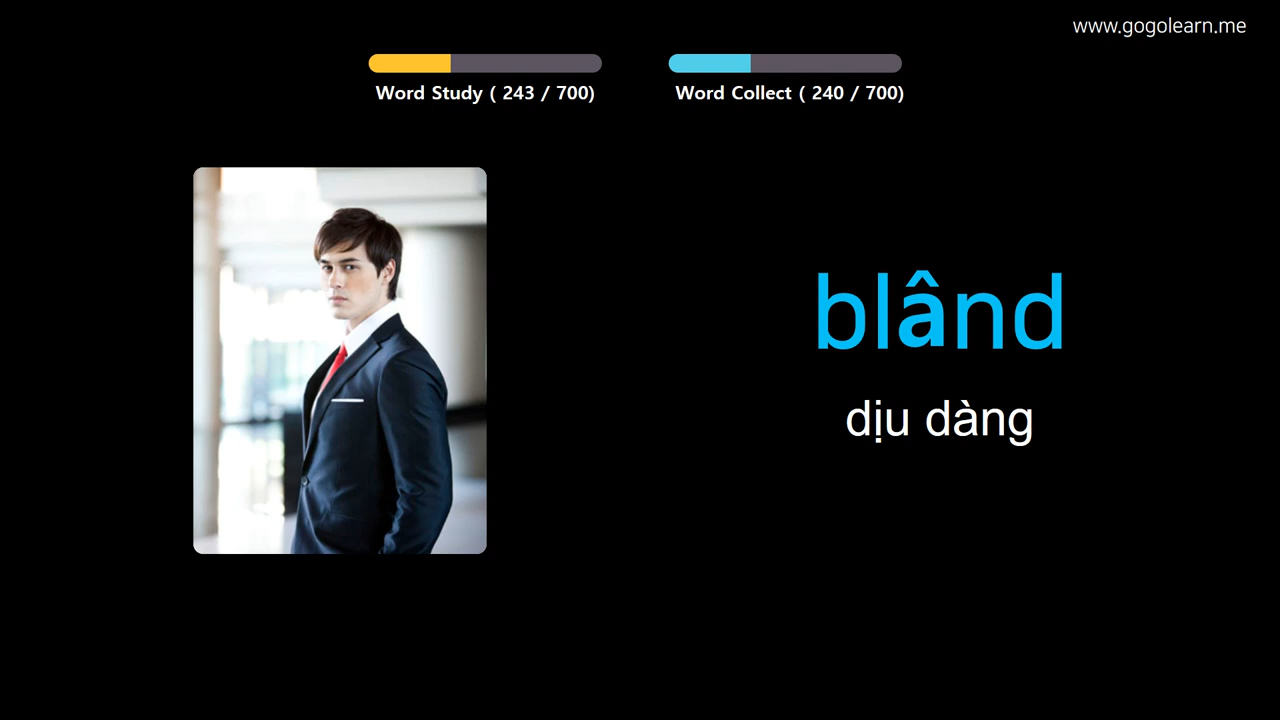 www.gogolearn.me
Word Study ( 243 / 700)
Word Collect ( 240 / 700)
blând
dịu dàng